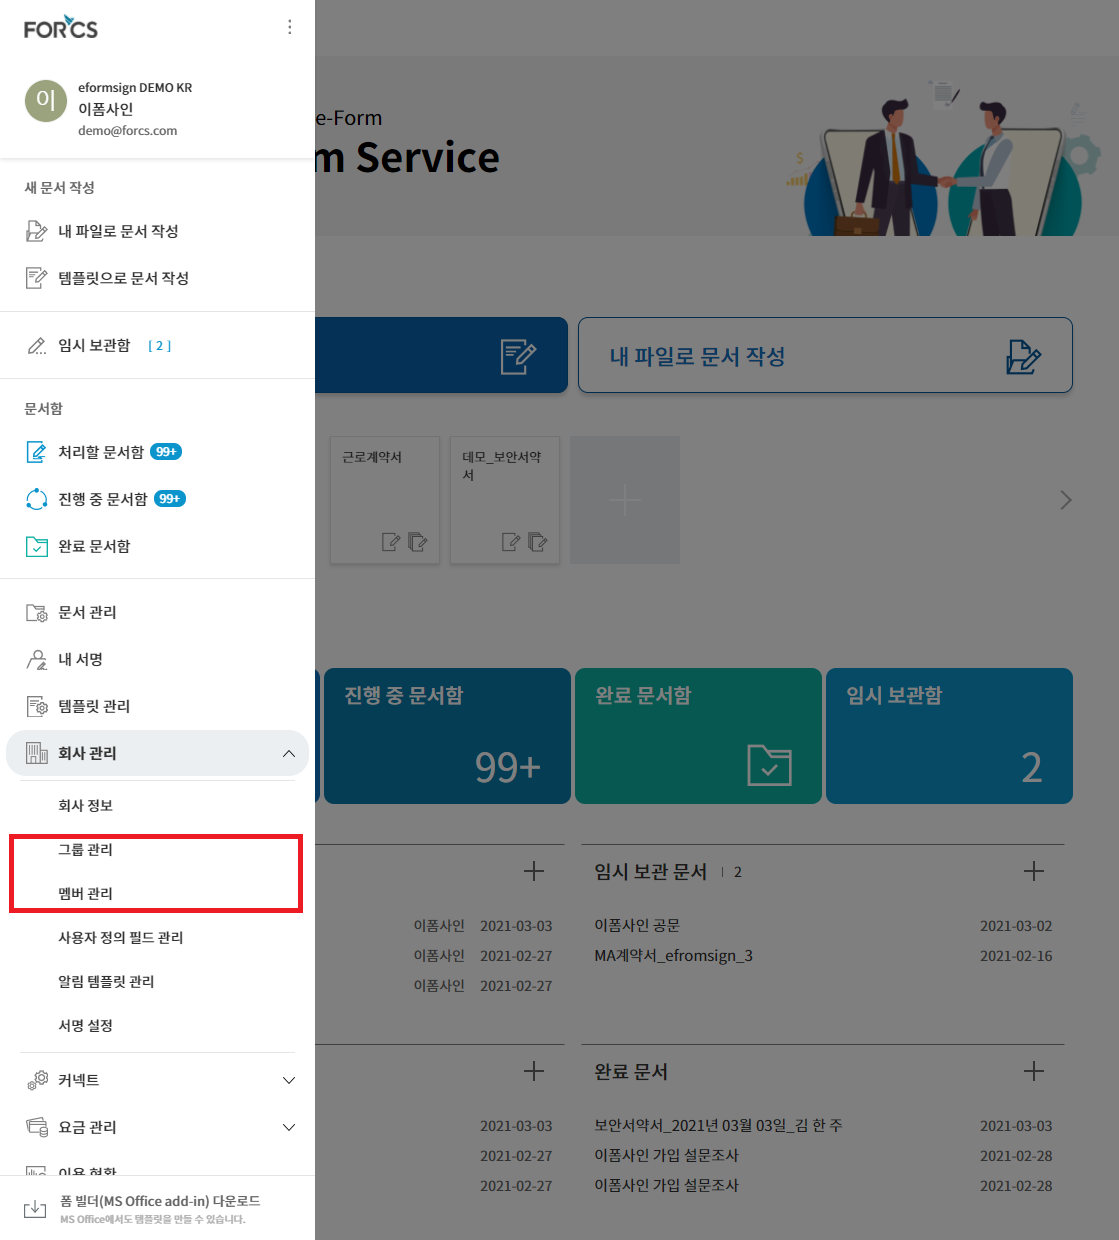 FORCS
이
eformsign DEMO KR
이폼사인
demo@forcs.com
새 문서 작성
내 파일로 문서 작성
템플릿으로 문서 작성
임시 보관함 [ 2 ]
문서함
처리할 문서함 99+
진행 중 문서함 99+
완료 문서함
문서 관리
내 서명
템플릿 관리
회사 관리
회사 정보
그룹 관리
멤버 관리
사용자 정의 필드 관리
알림 템플릿 관리
서명 설정
커넥트
요금 관리
이용 현황
폼 빌더(MS Office add-in) 다운로드
MS Office에서도 템플릿을 만들 수 있습니다.
e-Form
m Service
내 파일로 문서 작성
근로계약서
데모_보안서약
서
진행 중 문서함
99+
완료 문서함
임시 보관함
2
이폼사인 2021-03-03
이폼사인 2021-02-27
이폼사인 2021-02-27
임시 보관 문서 | 2
이폼사인 공문 2021-03-02
MA계약서_efromsign_3 2021-02-16
2021-03-03
2021-02-27
2021-02-27
완료 문서
보안서약서_2021년 03월 03일_김 한 주 2021-03-03
이폼사인 가입 설문조사 2021-02-28
이폼사인 가입 설문조사 2021-02-28